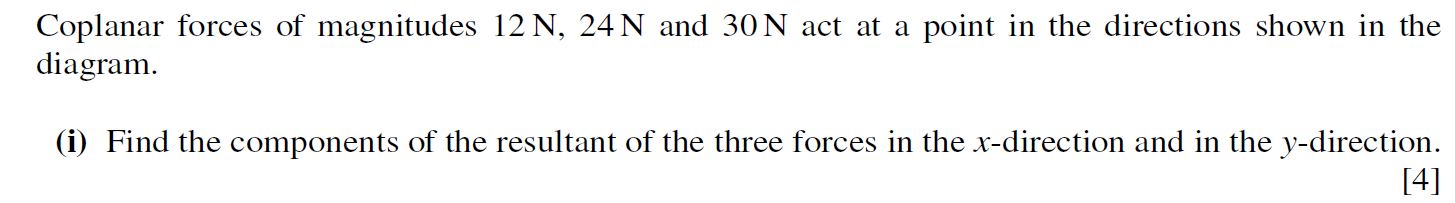 Coplanar forces of magnitudes 12 N, 24 N and 30 N act at a point in the directions shown in the
diagram.
(i) Find the components of the resultant of the three forces in the x-direction and in the y-direction.
[4]